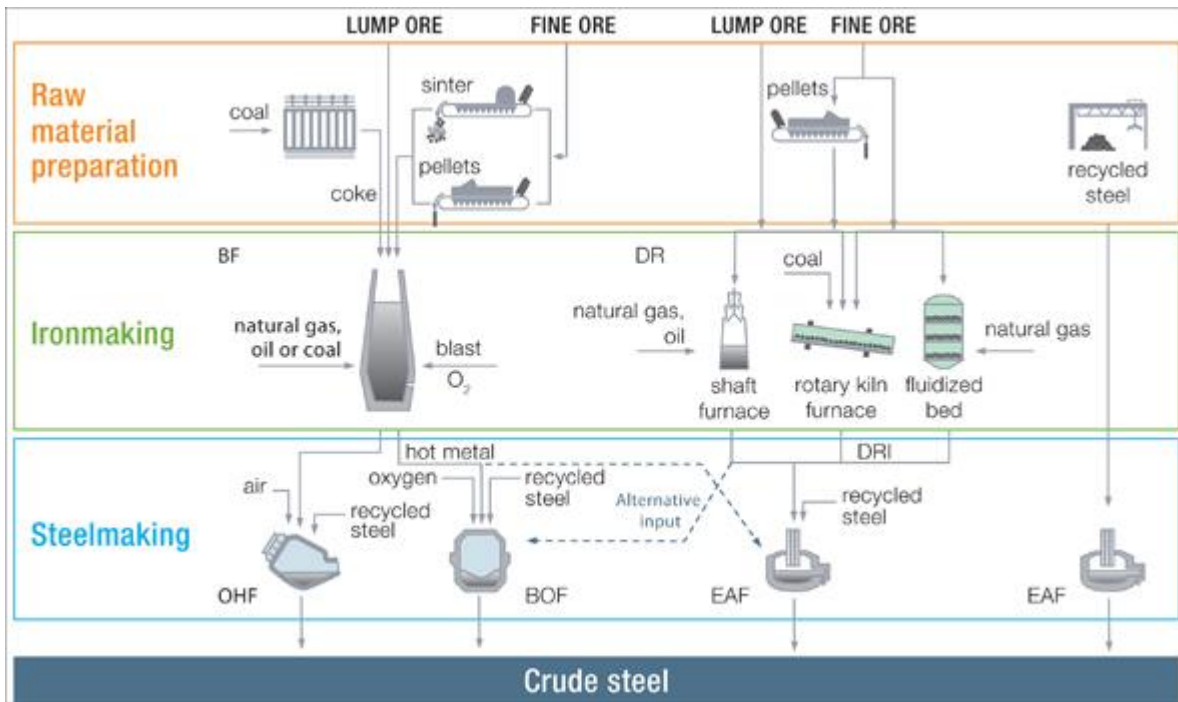 LUMP ORE
FINE ORE
LUMP ORE
FINE ORE
Raw
material
preparation
coal
sinter
pellets
coke
pellets
recycled
steel
Ironmaking
BF
natural gas,
oil or coal
blast
O₂
DR
natural gas,
oil
coal
natural gas
shaft
furnace
rotary kiln
furnace
fluidized
bed
Steelmaking
hot metal
air
recycled
steel
oxygen
recycled
steel
Alternative
input
DRI
recycled
steel
OHF
BOF
EAF
EAF
Crude steel